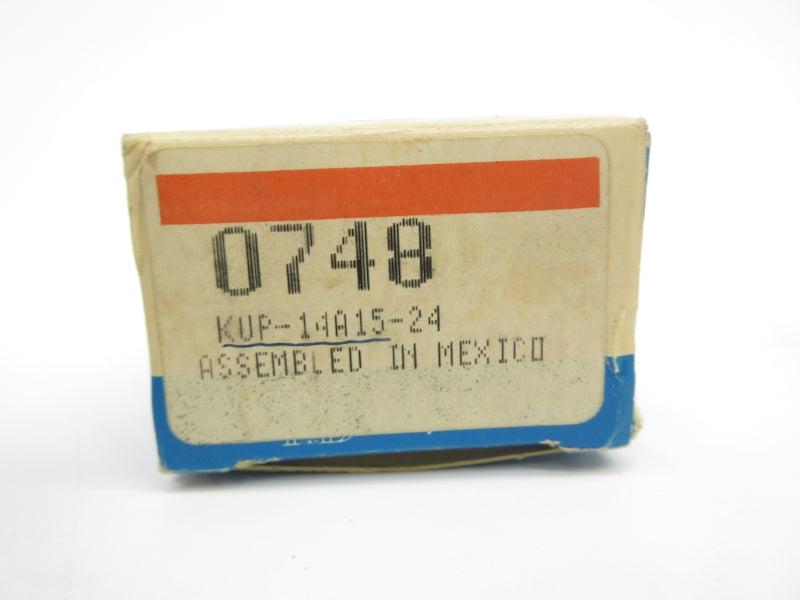 0748
KUP-14A15-24
ASSEMBLED IN MEXICO